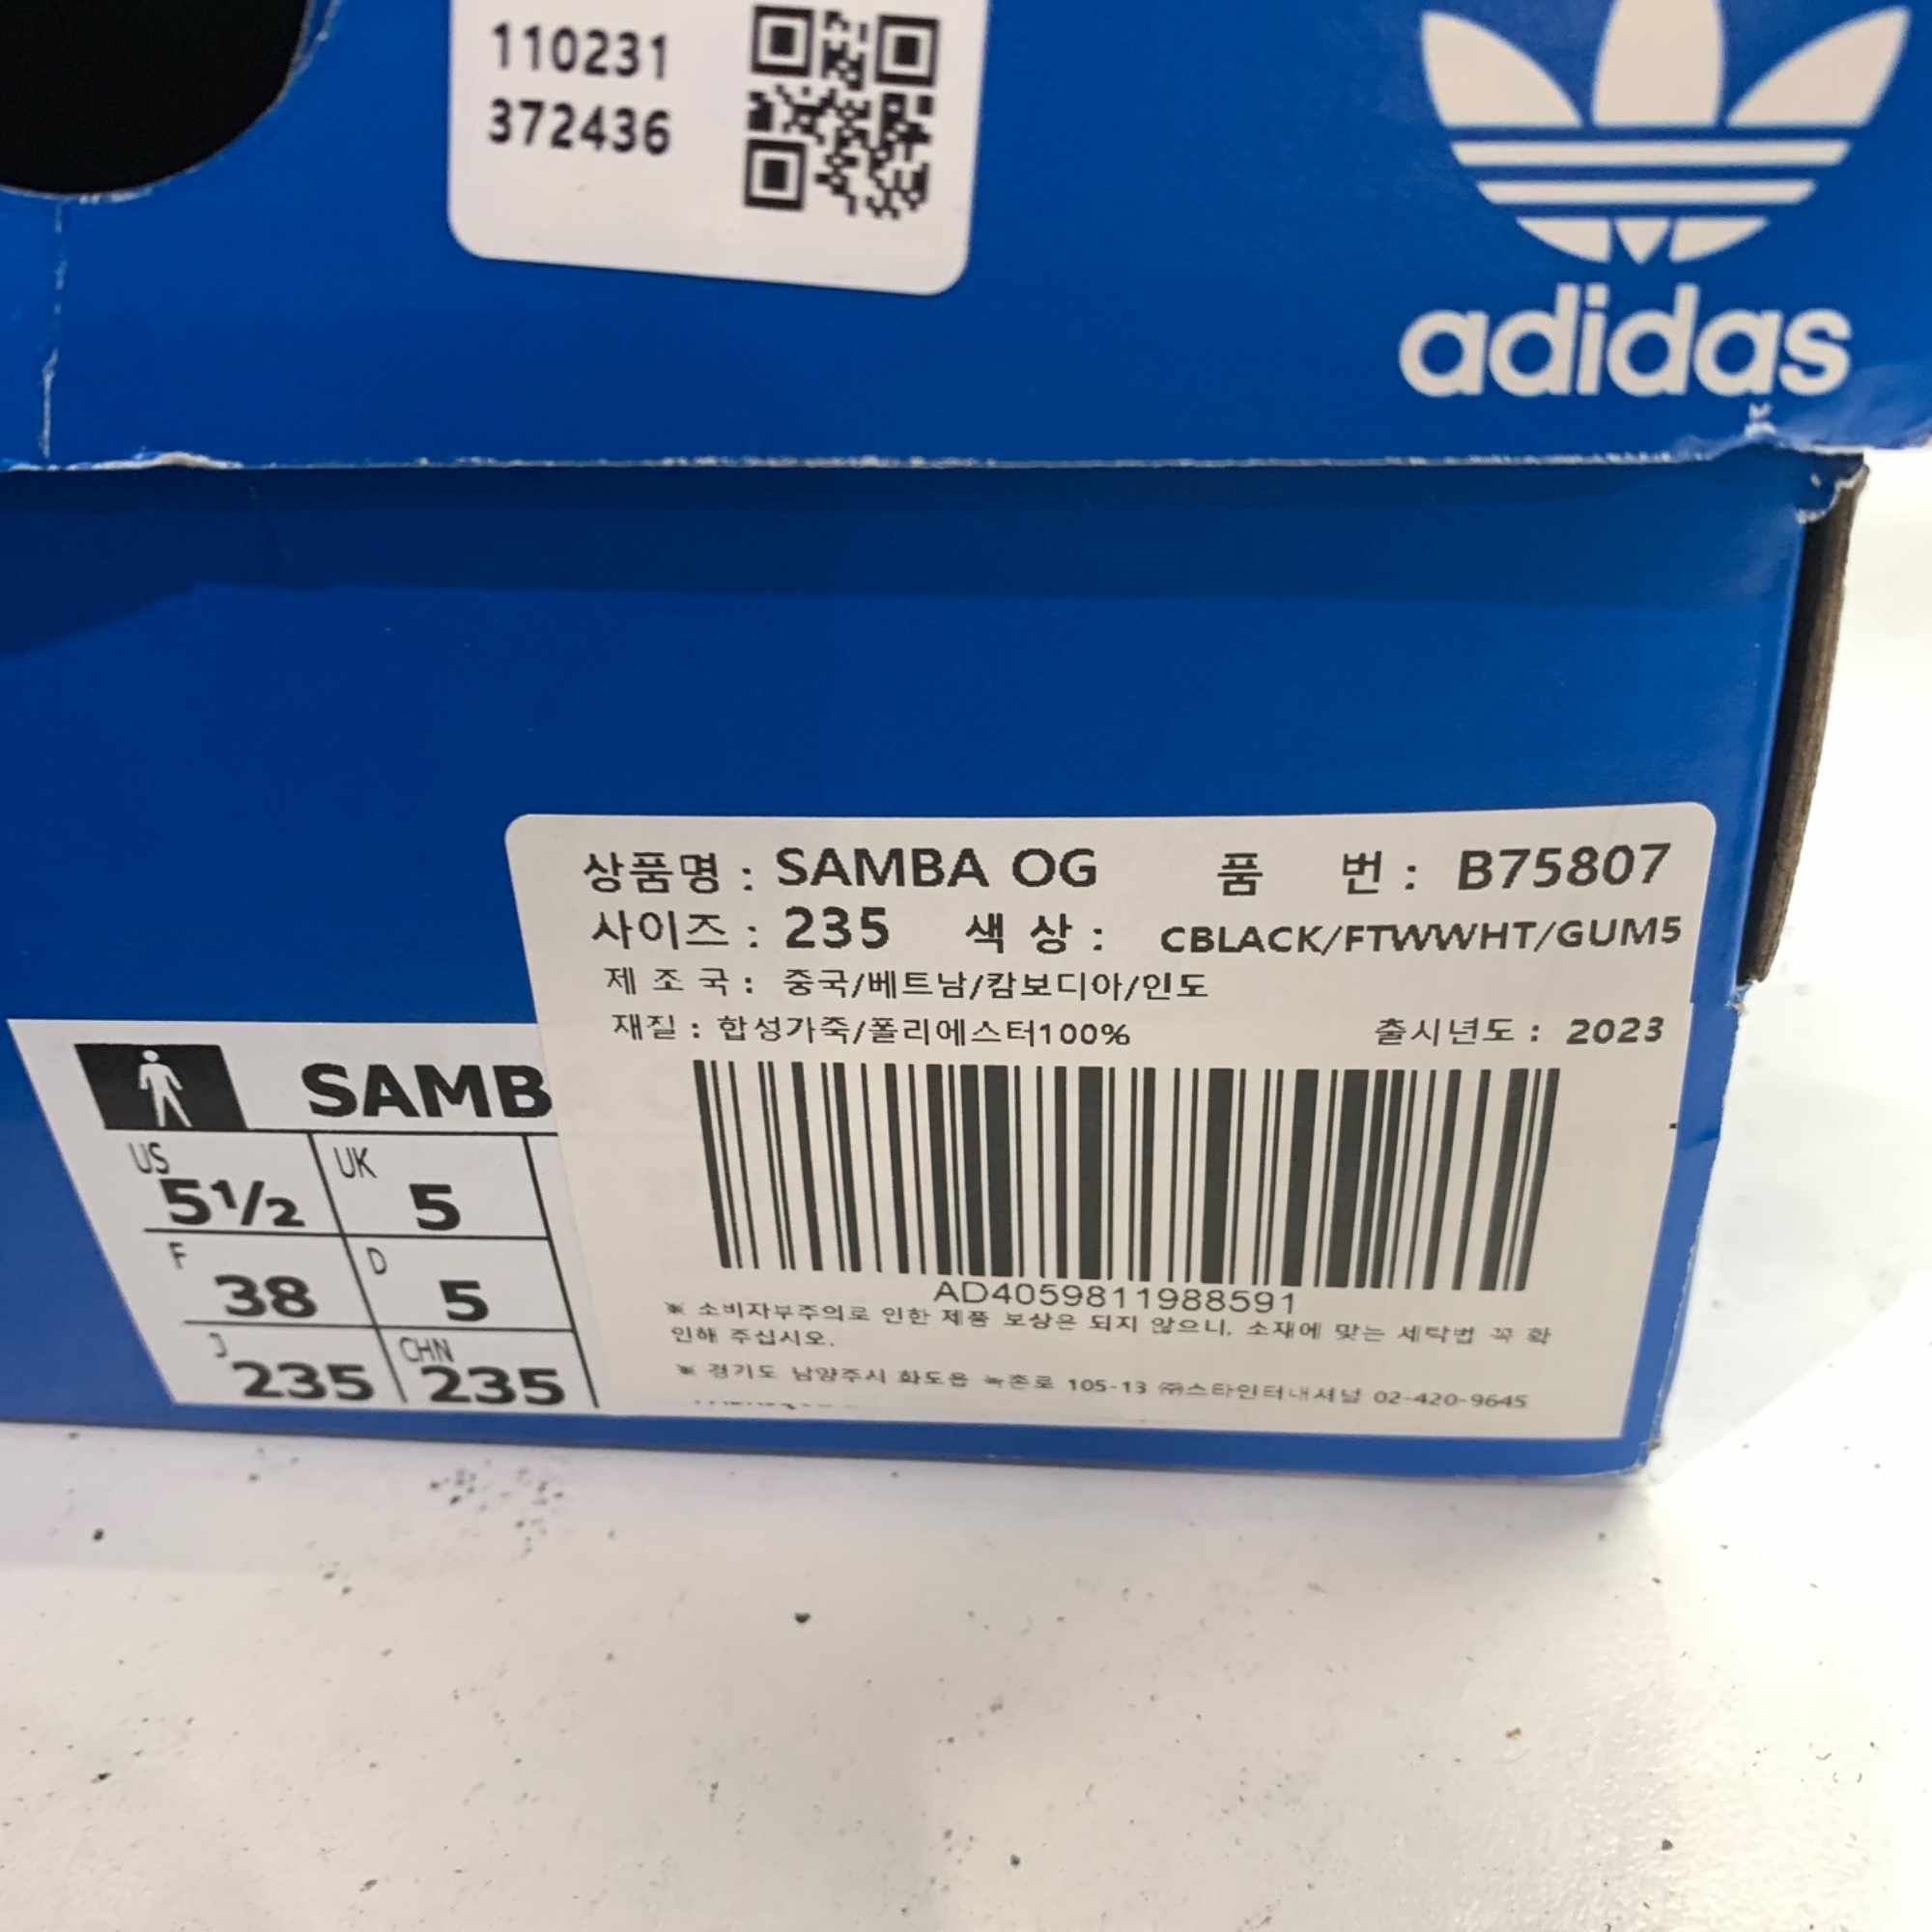 110231
372436
adidas
상품명 : SAMBA OG 품 번 : B75807
사이즈 : 235 색 상 : CBLACK/FTWWHT/GUM5
제 조 국 : 중국/베트남/캄보디아/인도
재질 : 합성가죽/폴리에스터100% 출시년도 : 2023
AD4059811988591
※ 소비자부주의로 인한 제품 보상은 되지 않으니, 소재에 맞는 세탁법 꼭 확
인해 주십시오.
※ 경기도 남양주시 화도읍 녹촌로 105-13 ㈜스타인터내셔널 02-420-9645
SAMB
US 5½ UK 5
F 38 D 5
J 235 CHN 235